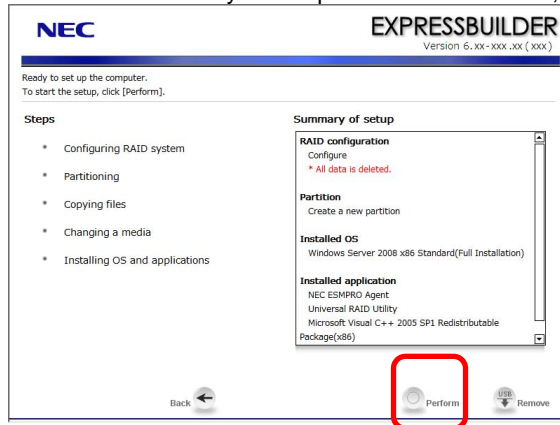 NEC
EXPRESSBUILDER
Version 6.xx-xxx.xx (xxx)
Ready to set up the computer.
To start the setup, click [Perform].
Steps
Configuring RAID system
Partitioning
Copying files
Changing a media
Installing OS and applications
Summary of setup
RAID configuration
Configure
* All data is deleted.
Partition
Create a new partition
Installed OS
Windows Server 2008 x86 Standard(Full Installation)
Installed application
NEC ESMPRO Agent
Universal RAID Utility
Microsoft Visual C++ 2005 SP1 Redistributable
Package(x86)
Back
Perform
USB
Remove